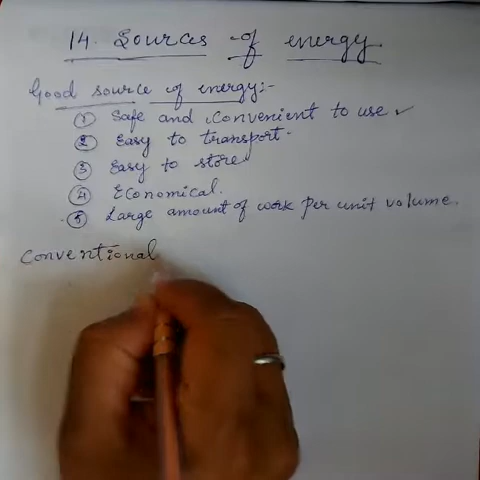 14. Sources of energy.
Good source of energy:-
① Safe and convenient to use ✓
② Easy to transport.
③ Easy to store
④ Economical.
⑤ Large amount of work per unit volume.
Conventional